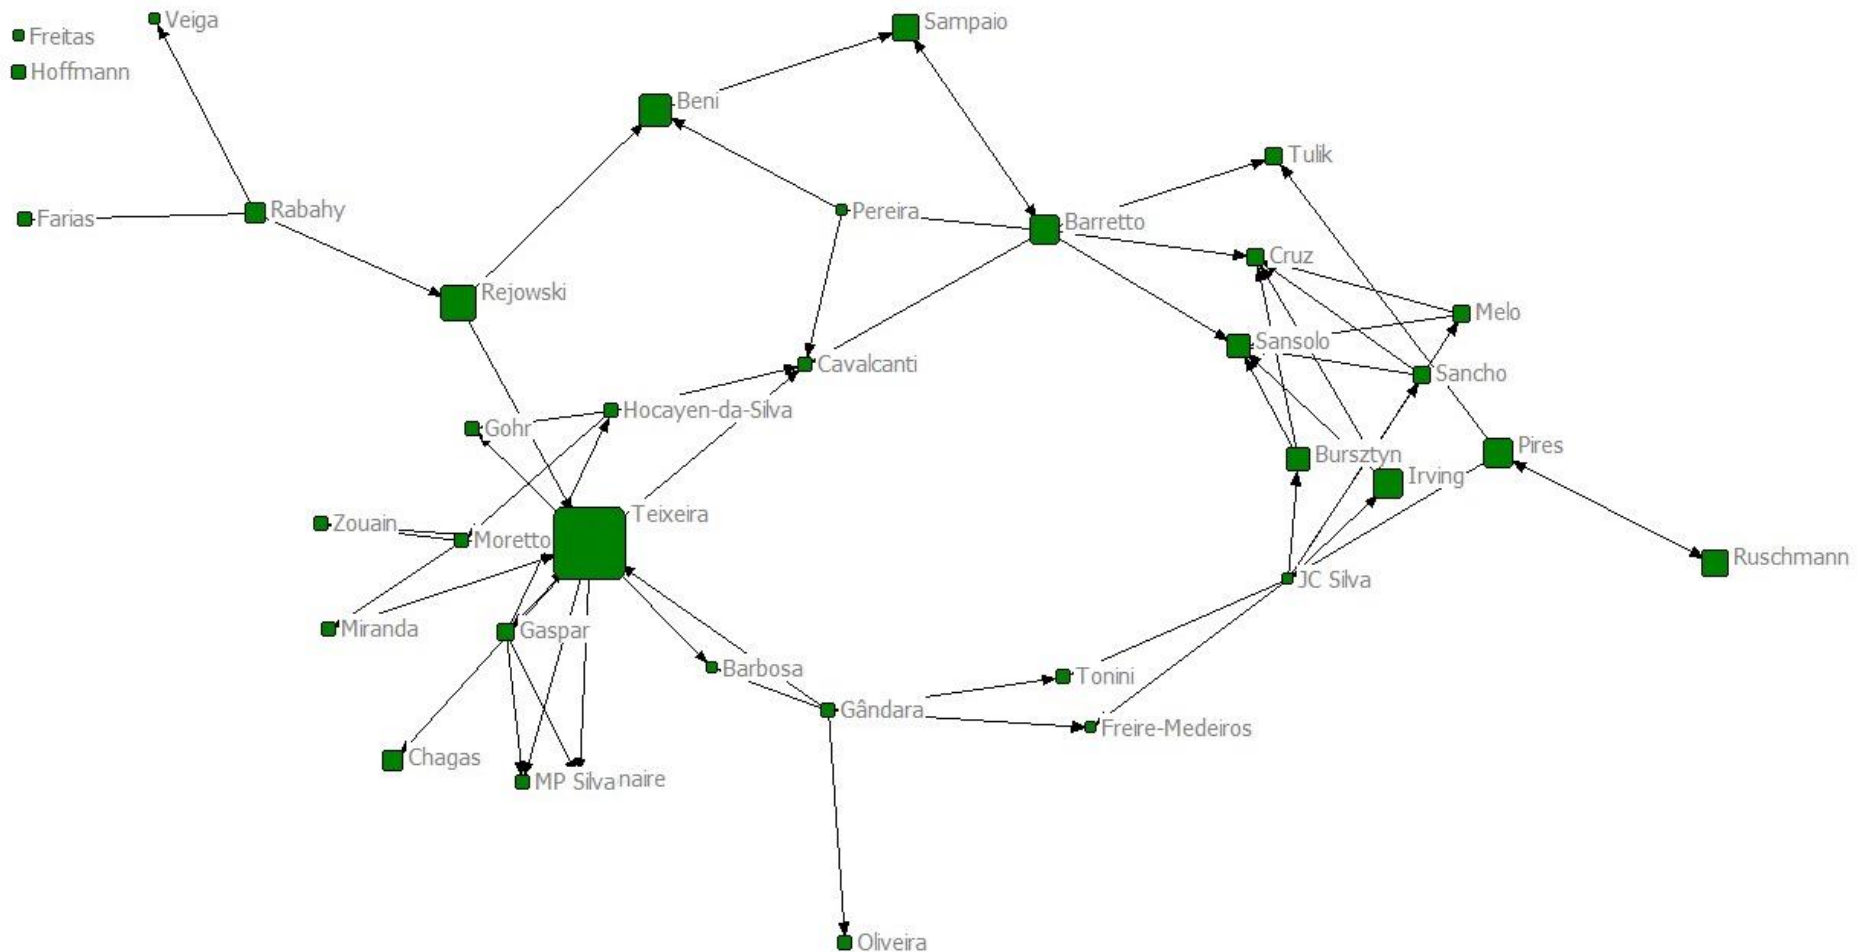 Veiga
Sampaio
Freitas
Hoffmann
Beni
Tulik
Farias
Rabahy
Pereira
Barretto
Cruz
Rejowski
Melo
Sansolo
Cavalcanti
Sancho
Hocayen-da-Silva
Gohr
Pires
Bursztyn
Irving
Teixeira
Zouain
Moretto
Ruschmann
JC Silva
Miranda
Gaspar
Barbosa
Tonini
Gândara
Freire-Medeiros
Chagas
MP Silva naire
Oliveira